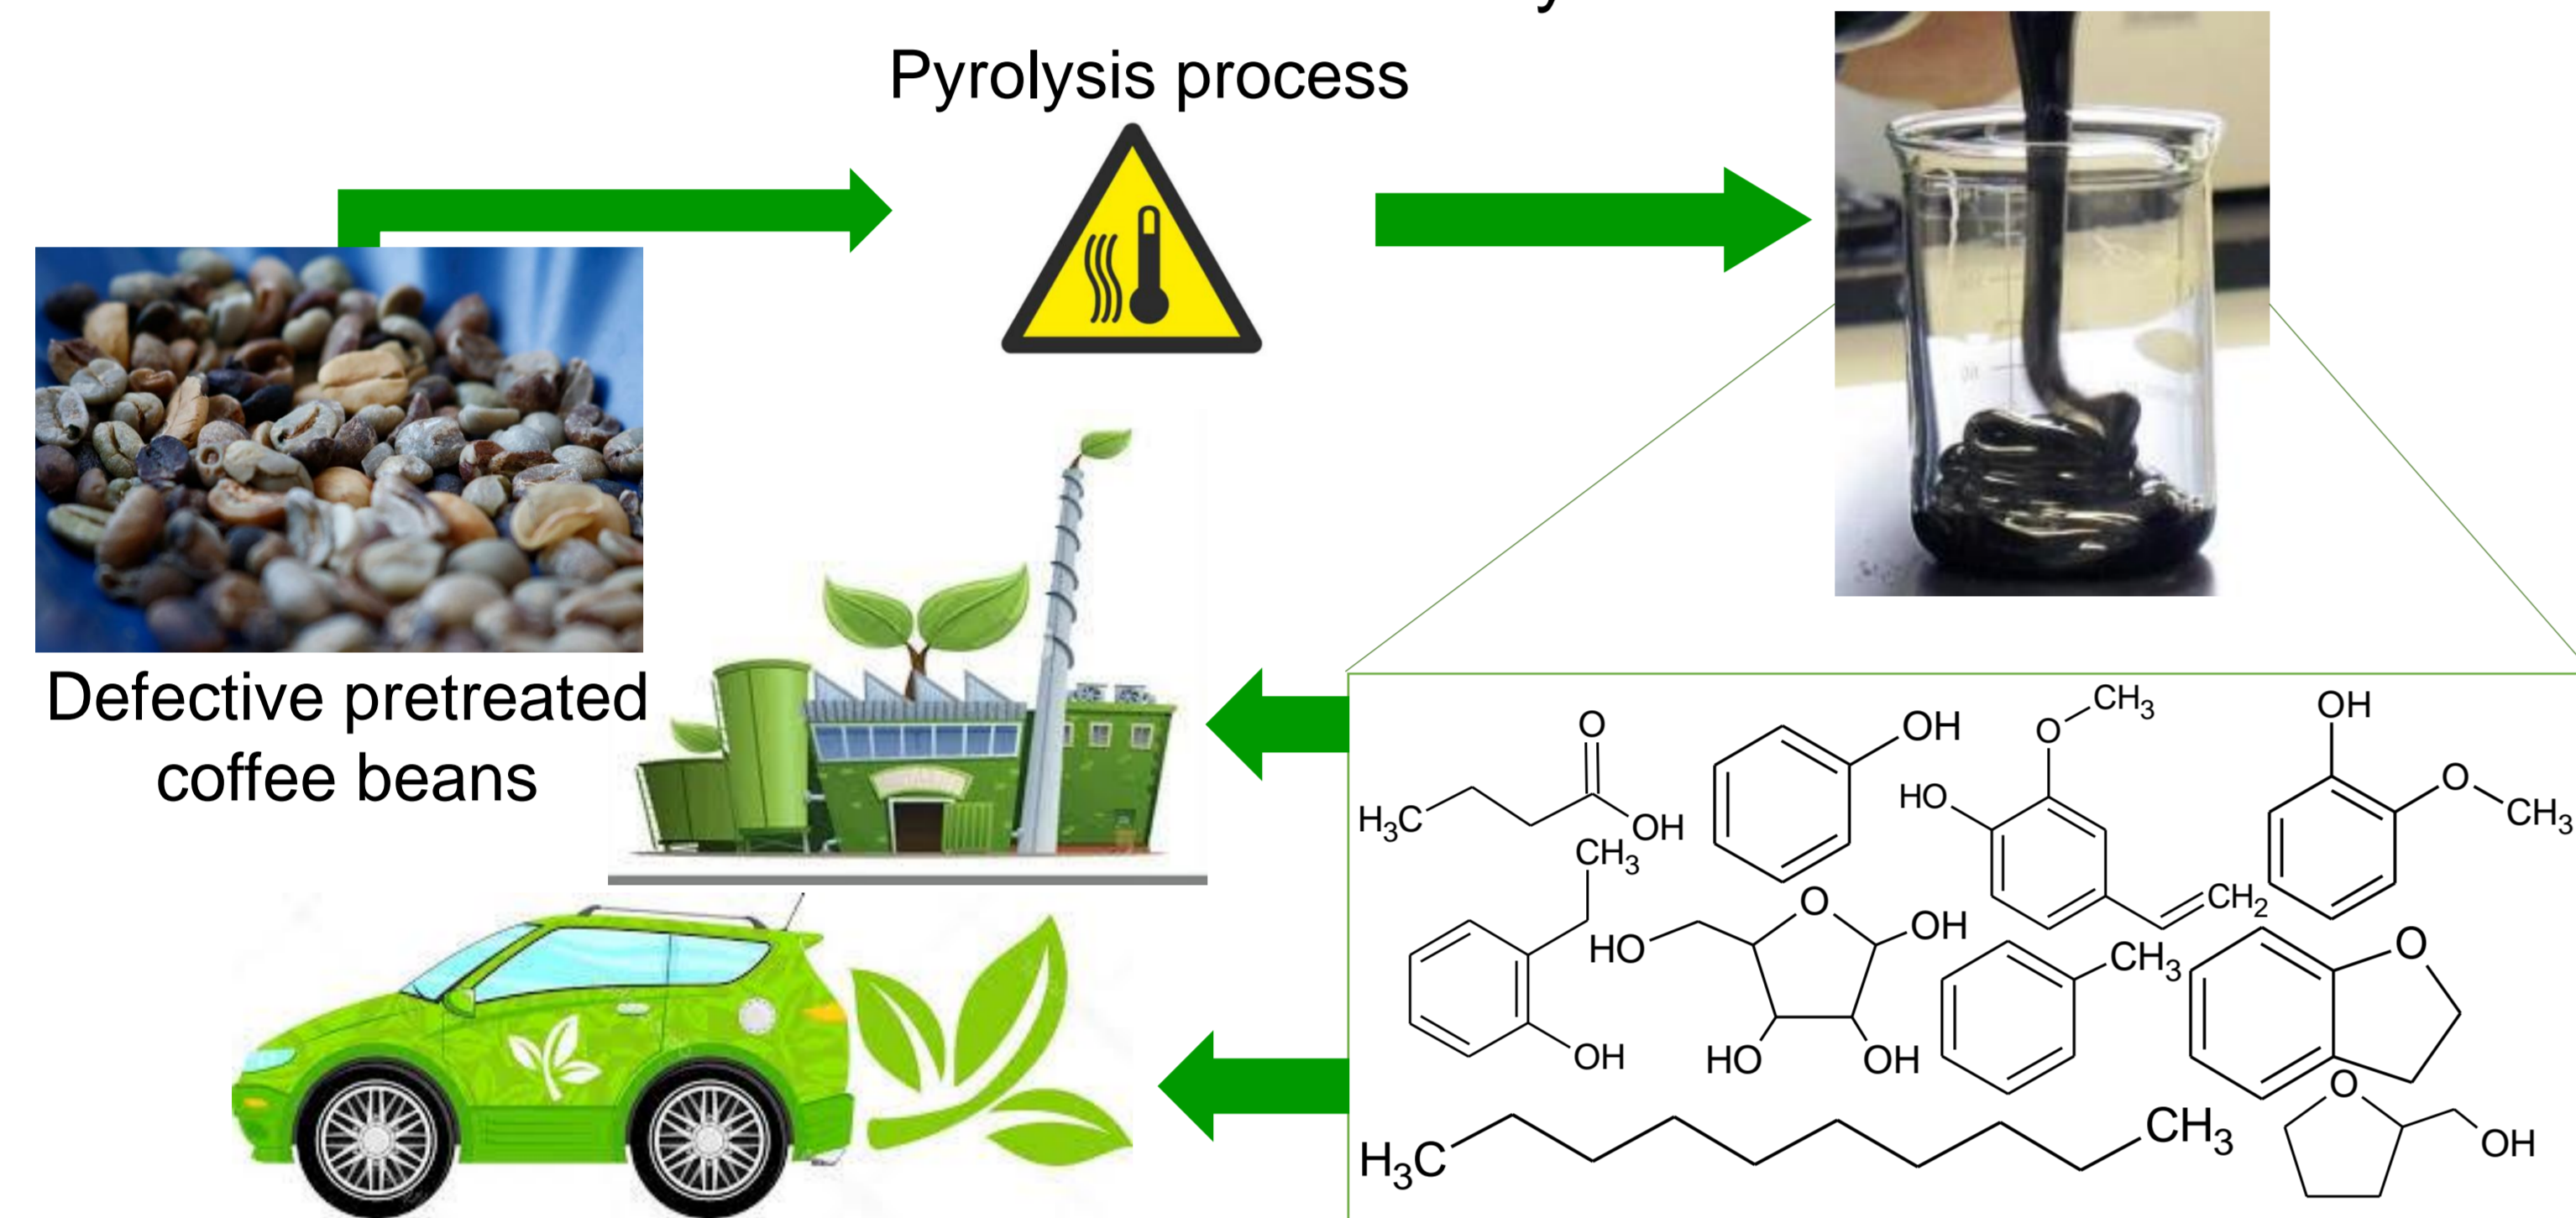 Pyrolysis process
Defective pretreated
coffee beans
O
H3C
OH
OH
O
CH3
HO
CH2
OH
O
CH3
CH3
OH
O
HO
OH
HO
OH
CH3
O
H3C
CH3
O
OH